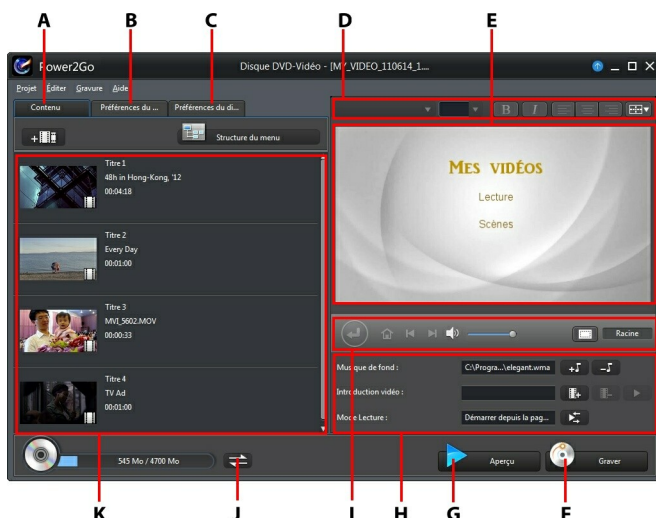 A B C D E
Power2Go Disque DVD-Vidéo - [MY_VIDEO_110614_1....
Projet Éditer Gravure Aide
Contenu Préférences du ... Préférences du di...
B I
Structure du menu
Titre 1
48h in Hong-Kong, '12
00:04:18
Titre 2
Every Day
00:01:00
Titre 3
MVI_5602.MOV
00:00:33
Titre 4
TV Ad
00:01:00
MES VIDÉOS
Lecture
Scènes
Racine
Musique de fond : C:\Progra...\elegant.wma
Introduction vidéo :
Mode Lecture : Démarrer depuis la pag...
545 Mo / 4700 Mo
Aperçu Graver
K J I H G F